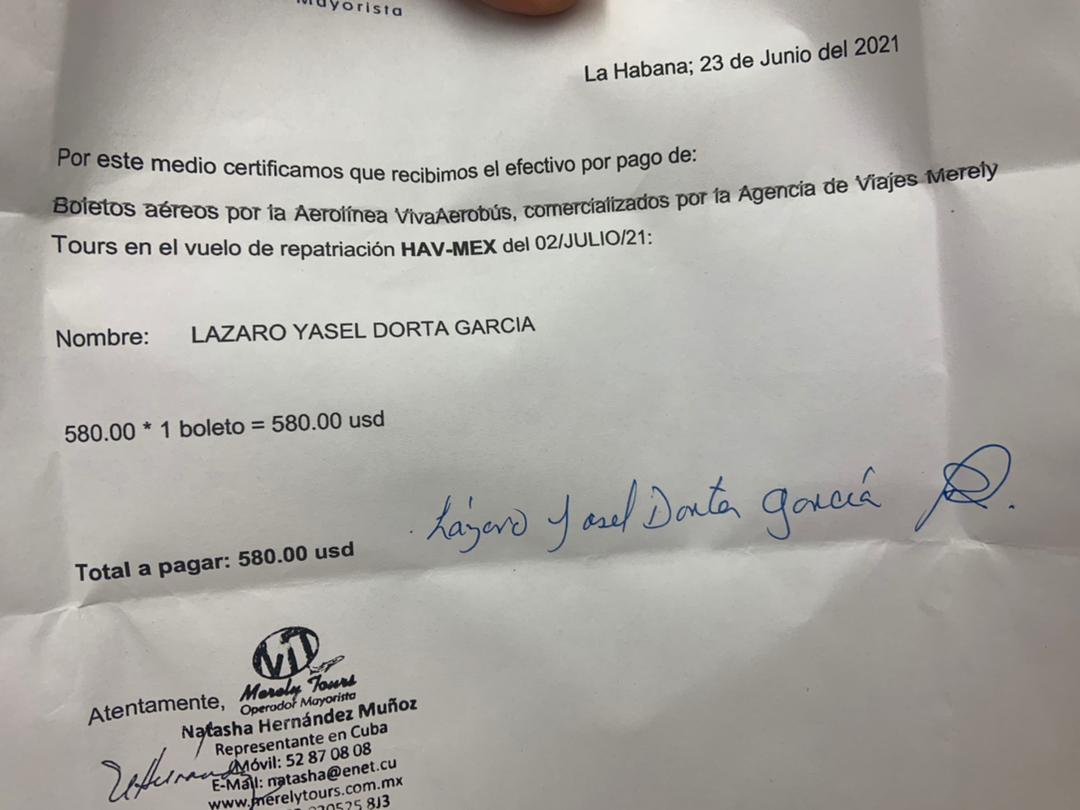 Mayorista
La Habana; 23 de Junio del 2021
Por este medio certificamos que recibimos el efectivo por pago de:
Boletos aéreos por la Aerolínea VivaAerobús, comercializados por la Agencia de Viajes Merely
Tours en el vuelo de repatriación HAV-MEX del 02/JULIO/21:
Nombre: LAZARO YASEL DORTA GARCIA
580.00 * 1 boleto = 580.00 usd
Lázaro Yasel Dorta García
Total a pagar: 580.00 usd
MT
Merely Tours
Operador Mayorista
Atentamente,
Natasha Hernández Muñoz
Representante en Cuba
Móvil: 52 87 08 08
E-Mail: natasha@enet.cu
www.merelytours.com.mx
020525 8J3